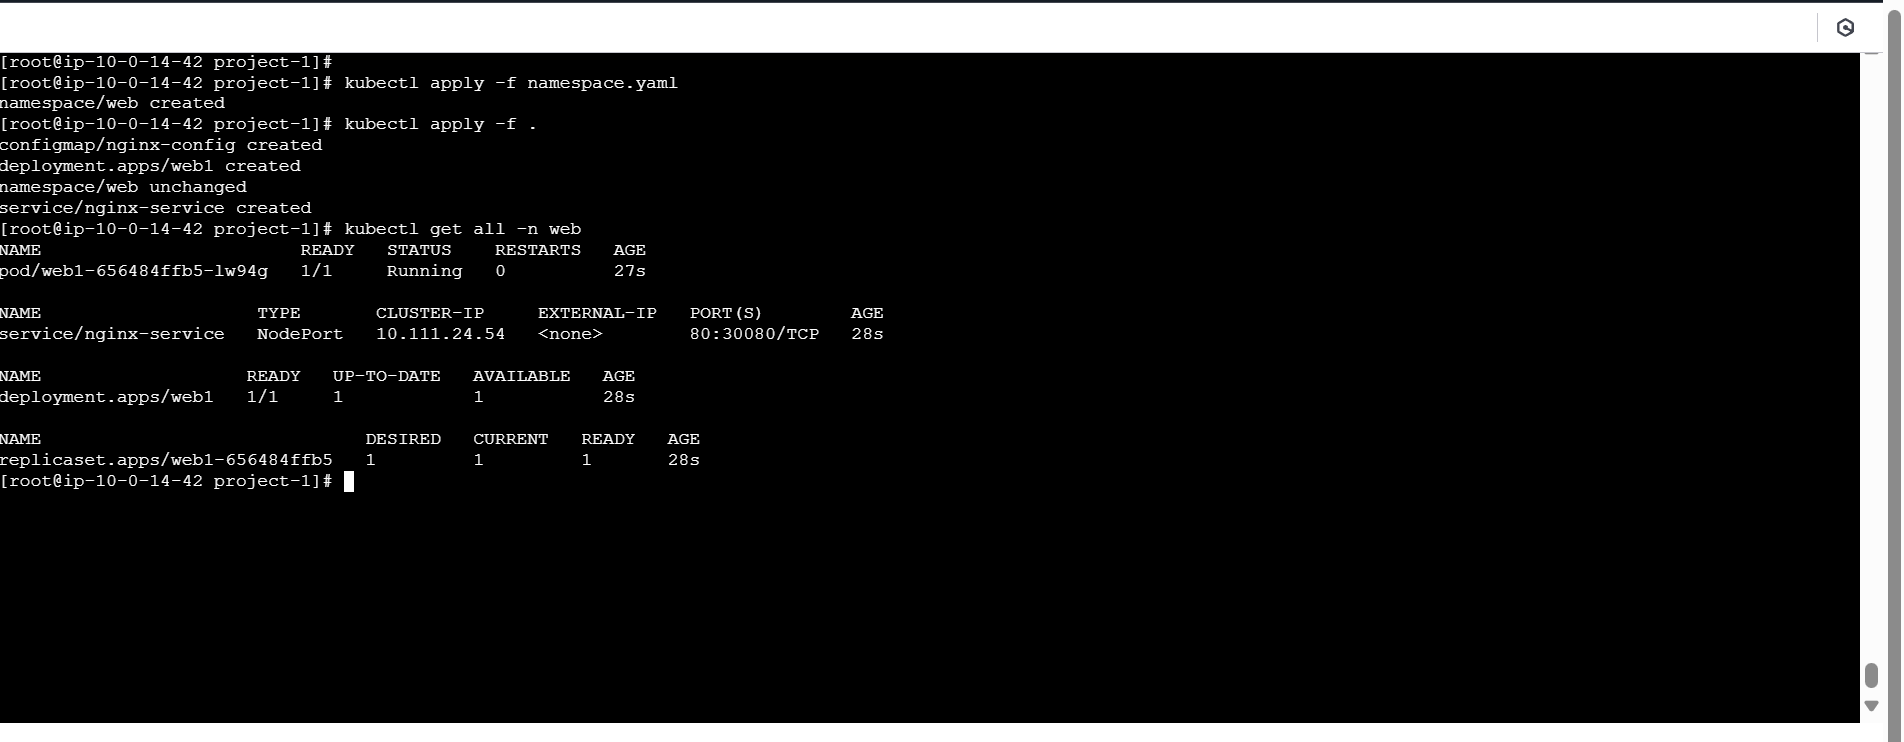 [root@ip-10-0-14-42 project-1]#
[root@ip-10-0-14-42 project-1]# kubectl apply -f namespace.yaml
namespace/web created
[root@ip-10-0-14-42 project-1]# kubectl apply -f .
configmap/nginx-config created
deployment.apps/web1 created
namespace/web unchanged
service/nginx-service created
[root@ip-10-0-14-42 project-1]# kubectl get all -n web
NAME                        READY   STATUS    RESTARTS   AGE
pod/web1-656484ffb5-lw94g   1/1     Running   0          27s

NAME                    TYPE       CLUSTER-IP     EXTERNAL-IP   PORT(S)        AGE
service/nginx-service   NodePort   10.111.24.54   <none>        80:30080/TCP   28s

NAME                   READY   UP-TO-DATE   AVAILABLE   AGE
deployment.apps/web1   1/1     1            1           28s

NAME                              DESIRED   CURRENT   READY   AGE
replicaset.apps/web1-656484ffb5   1         1         1       28s
[root@ip-10-0-14-42 project-1]#